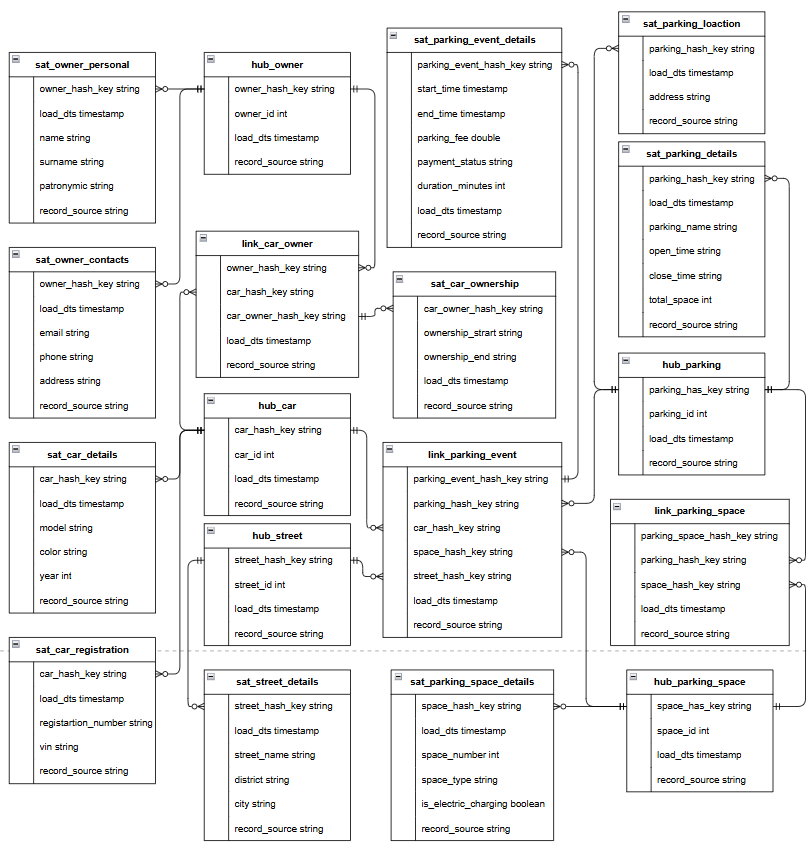 sat_owner_personal
owner_hash_key string
load_dts timestamp
name string
surname string
patronymic string
record_source string
hub_owner
owner_hash_key string
owner_id int
load_dts timestamp
record_source string
sat_parking_event_details
parking_event_hash_key string
start_time timestamp
end_time timestamp
parking_fee double
payment_status string
duration_minutes int
load_dts timestamp
record_source string
sat_parking_loaction
parking_hash_key string
load_dts timestamp
address string
record_source string
sat_parking_details
parking_hash_key string
load_dts timestamp
parking_name string
open_time string
close_time string
total_space int
record_source string
sat_owner_contacts
owner_hash_key string
load_dts timestamp
email string
phone string
address string
record_source string
link_car_owner
owner_hash_key string
car_hash_key string
car_owner_hash_key string
load_dts timestamp
record_source string
sat_car_ownership
car_owner_hash_key string
ownership_strart string
ownership_end string
load_dts timestamp
record_source string
hub_parking
parking_has_key string
parking_id int
load_dts timestamp
record_source string
sat_car_details
car_hash_key string
load_dts timestamp
model string
color string
year int
record_source string
hub_car
car_hash_key string
car_id int
load_dts timestamp
record_source string
link_parking_event
parking_event_hash_key string
parking_hash_key string
car_hash_key string
space_hash_key string
street_hash_key string
load_dts timestamp
record_source string
link_parking_space
parking_space_hash_key string
parking_hash_key string
space_hash_key string
load_dts timestamp
record_source string
hub_street
street_hash_key string
street_id int
load_dts timestamp
record_source string
sat_car_registration
car_hash_key string
load_dts timestamp
registartion_number string
vin string
record_source string
sat_street_details
street_hash_key string
load_dts timestamp
street_name string
district string
city string
record_source string
sat_parking_space_details
space_hash_key string
load_dts timestamp
space_number int
space_type string
is_electric_charging boolean
record_source string
hub_parking_space
space_has_key string
space_id int
load_dts timestamp
record_source string